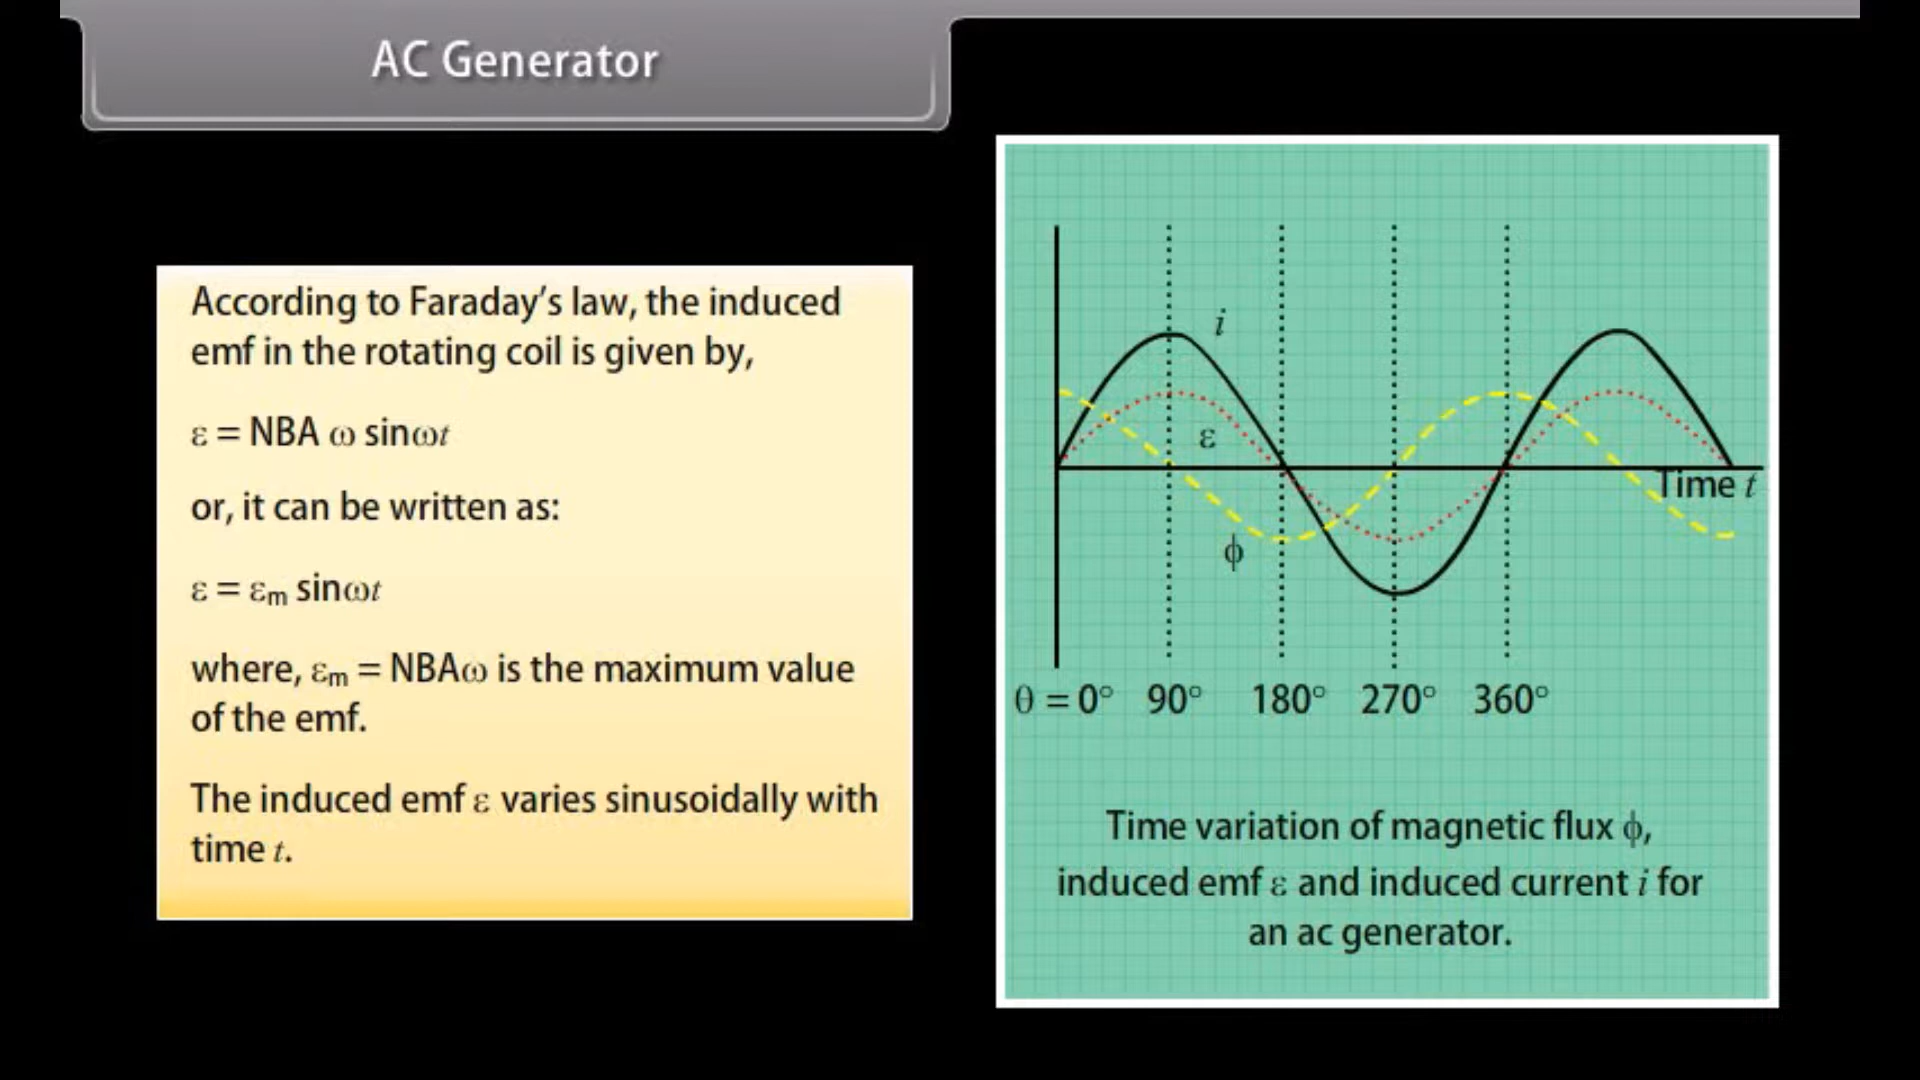 AC Generator
According to Faraday's law, the induced
emf in the rotating coil is given by,
ε = NBA ω sinωt
or, it can be written as:
ε = εm sinωt
where, εm = NBAω is the maximum value
of the emf.
The induced emf ε varies sinusoidally with
time t.
i
ε
Time t
ϕ
θ = 0° 90° 180° 270° 360°
Time variation of magnetic flux ϕ,
induced emf ε and induced current i for
an ac generator.